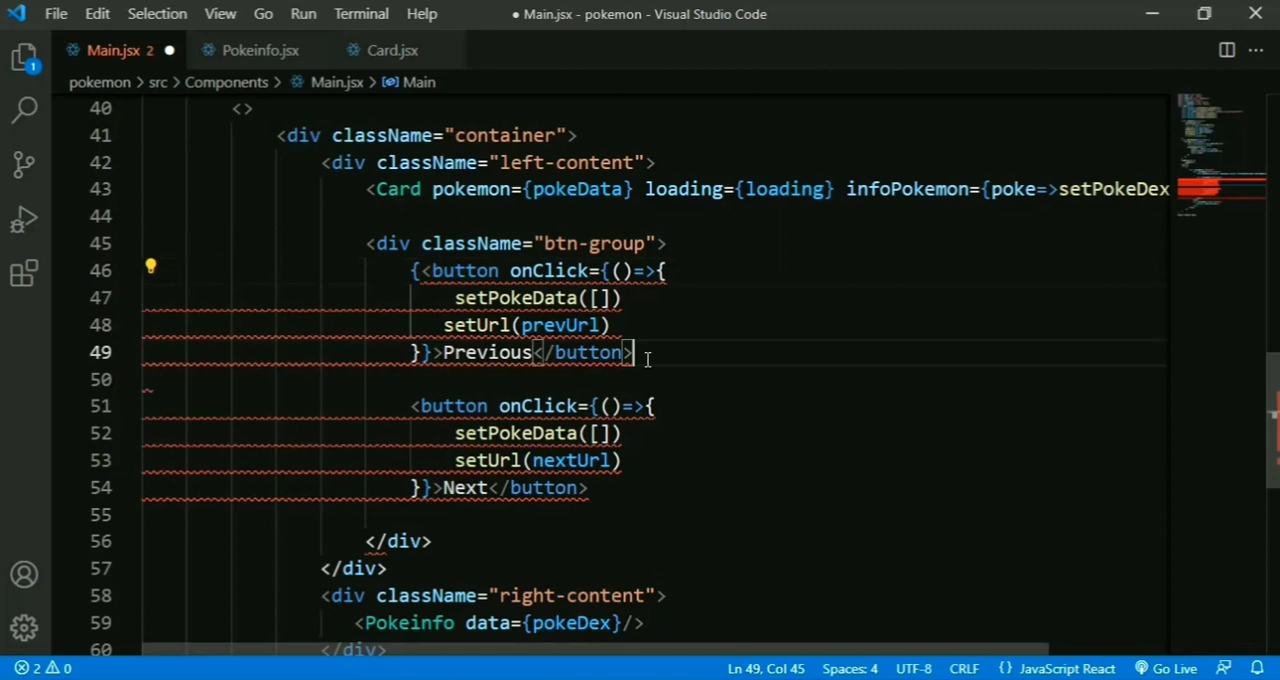 File Edit Selection View Go Run Terminal Help ● Main.jsx - pokemon - Visual Studio Code
Main.jsx 2 ● Pokeinfo.jsx Card.jsx
pokemon > src > Components > Main.jsx > Main
40 <>
41 <div className="container">
42 <div className="left-content">
43 <Card pokemon={pokeData} loading={loading} infoPokemon={poke=>setPokeDex
44
45 <div className="btn-group">
46 {<button onClick={()=>{
47 setPokeData([])
48 setUrl(prevUrl)
49 }}>Previous</button>
50
51 <button onClick={()=>{
52 setPokeData([])
53 setUrl(nextUrl)
54 }}>Next</button>
55
56 </div>
57 </div>
58 <div className="right-content">
59 <Pokeinfo data={pokeDex}/>
60 </div>
1
2 0 Ln 49, Col 45 Spaces: 4 UTF-8 CRLF {} JavaScript React Go Live